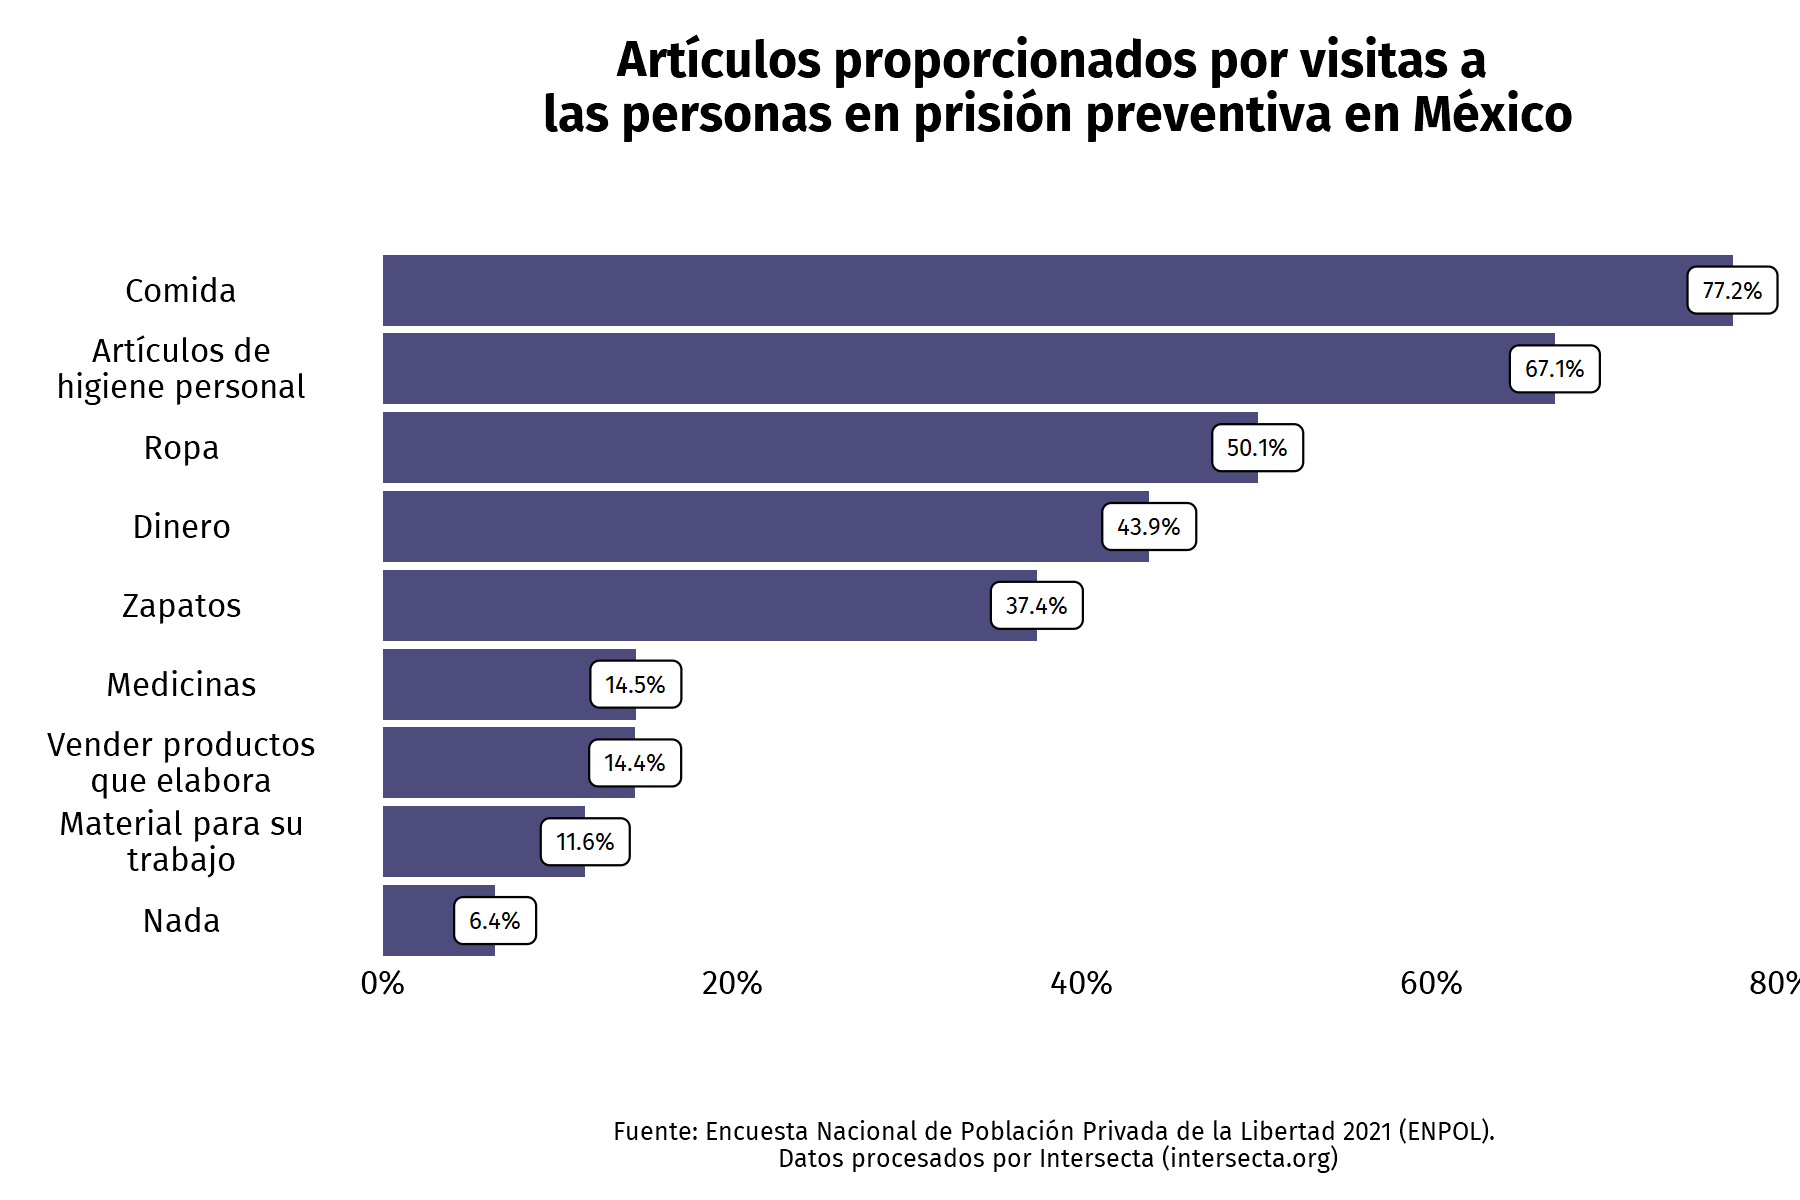 Artículos proporcionados por visitas a
las personas en prisión preventiva en México
Comida
77.2%
Artículos de
higiene personal
67.1%
Ropa
50.1%
Dinero
43.9%
Zapatos
37.4%
Medicinas
14.5%
Vender productos
que elabora
14.4%
Material para su
trabajo
11.6%
Nada
6.4%
0% 20% 40% 60% 80%
Fuente: Encuesta Nacional de Población Privada de la Libertad 2021 (ENPOL).
Datos procesados por Intersecta (intersecta.org)